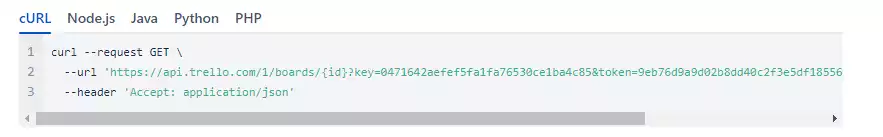 cURL Node.js Java Python PHP
1 curl --request GET \
2 --url 'https://api.trello.com/1/boards/{id}?key=0471642aefef5fa1fa76530ce1ba4c85&token=9eb76d9a9d02b8dd40c2f3e5df18556
3 --header 'Accept: application/json'